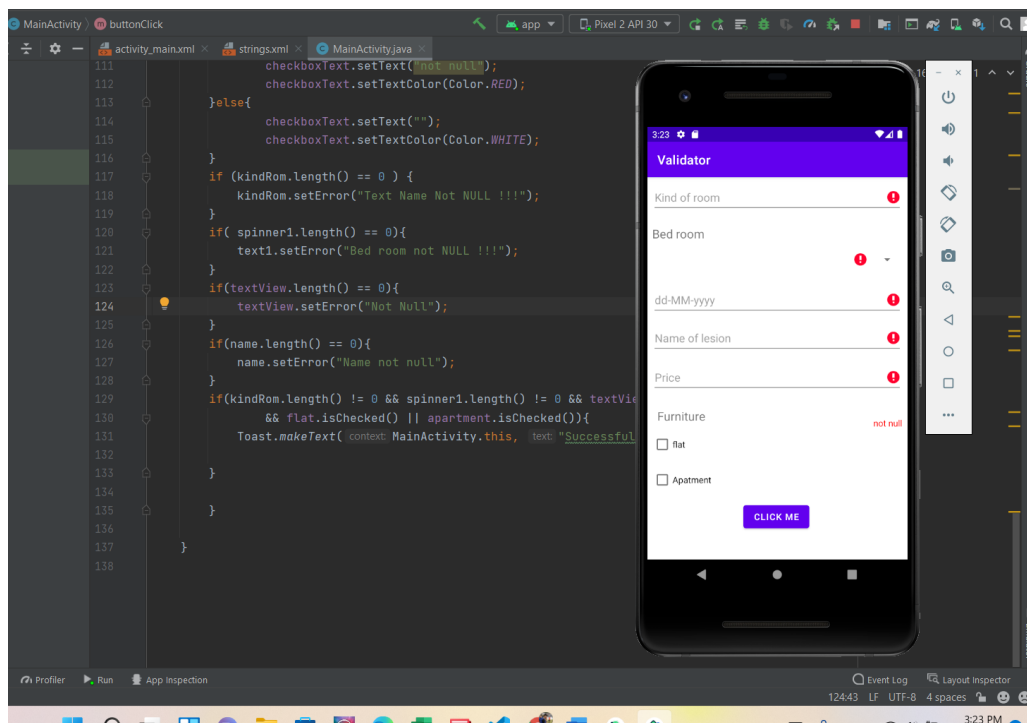 MainActivity buttonClick app Pixel 2 API 30
activity_main.xml strings.xml MainActivity.java
111 checkboxText.setText("not null");
112 checkboxText.setTextColor(Color.RED);
113 }else{
114 checkboxText.setText("");
115 checkboxText.setTextColor(Color.WHITE);
116 }
117 if (kindRom.length() == 0 ) {
118 kindRom.setError("Text Name Not NULL !!!");
119 }
120 if( spinner1.length() == 0){
121 text1.setError("Bed room not NULL !!!");
122 }
123 if(textView.length() == 0){
124 textView.setError("Not Null");
125 }
126 if(name.length() == 0){
127 name.setError("Name not null");
128 }
129 if(kindRom.length() != 0 && spinner1.length() != 0 && textVie
130 && flat.isChecked() || apartment.isChecked()){
131 Toast.makeText( context: MainActivity.this, text: "Successful
132
133 }
134
135 }
136
137 }
138
16 1
3:23
Validator
Kind of room
Bed room
dd-MM-yyyy
Name of lesion
Price
Furniture
not null
flat
Apatment
CLICK ME
Profiler Run App Inspection Event Log Layout Inspector
124:43 LF UTF-8 4 spaces
3:23 PM